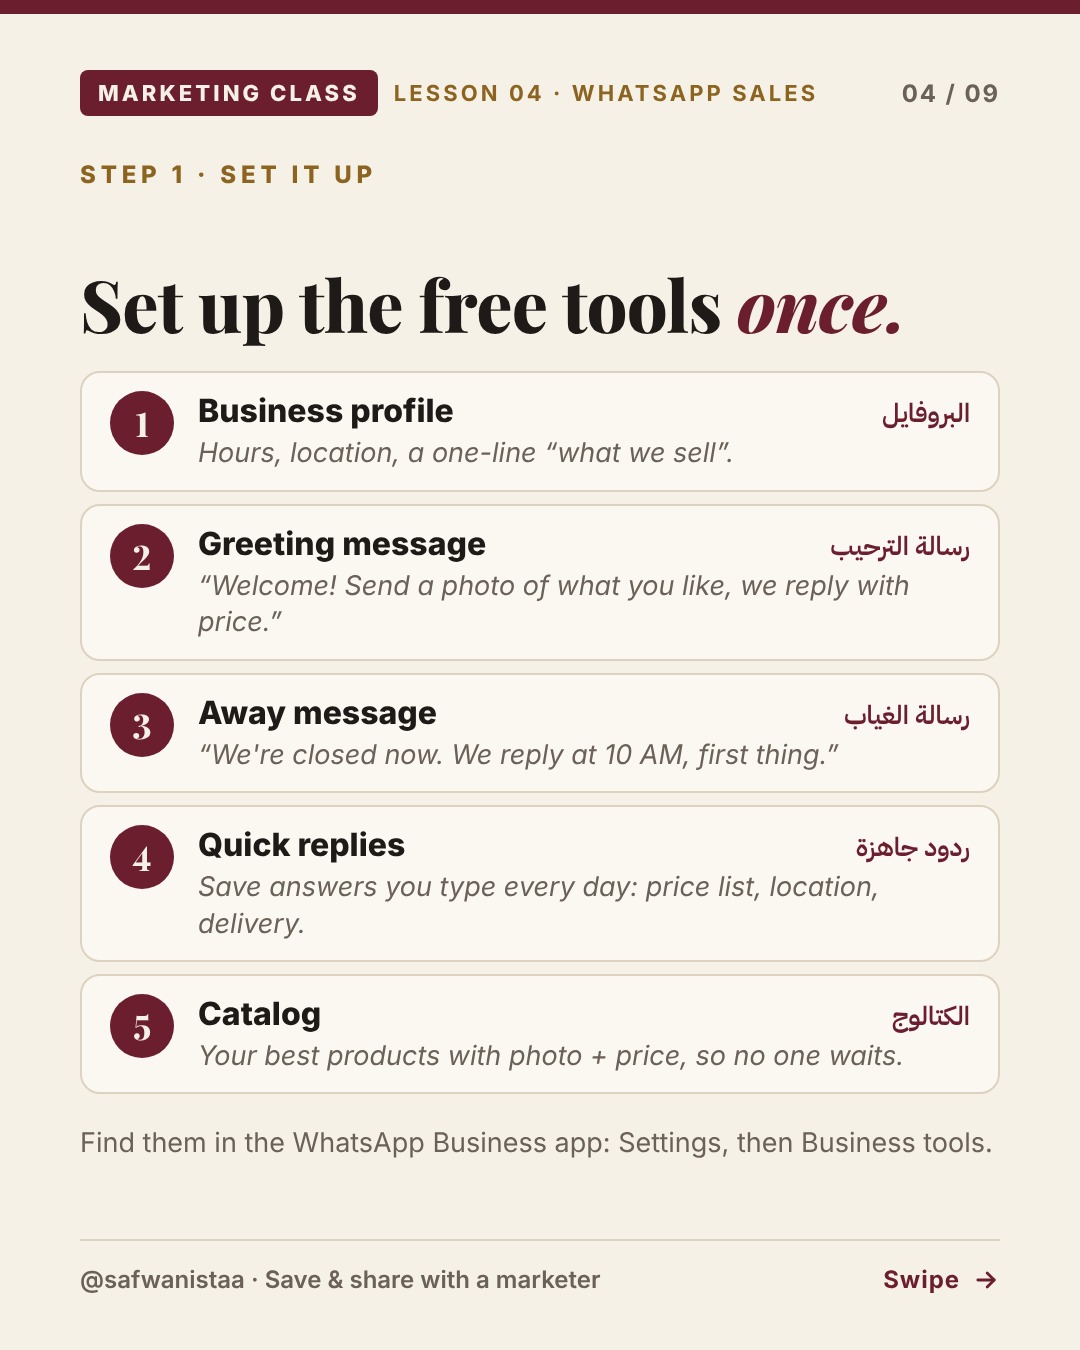 MARKETING CLASS LESSON 04 · WHATSAPP SALES 04 / 09
STEP 1 · SET IT UP
Set up the free tools once.
1 Business profile البروفايل
Hours, location, a one-line “what we sell”.
2 Greeting message رسالة الترحيب
“Welcome! Send a photo of what you like, we reply with
price.”
3 Away message رسالة الغياب
“We're closed now. We reply at 10 AM, first thing.”
4 Quick replies ردود جاهزة
Save answers you type every day: price list, location,
delivery.
5 Catalog الكتالوج
Your best products with photo + price, so no one waits.
Find them in the WhatsApp Business app: Settings, then Business tools.
@safwanistaa · Save & share with a marketer Swipe →